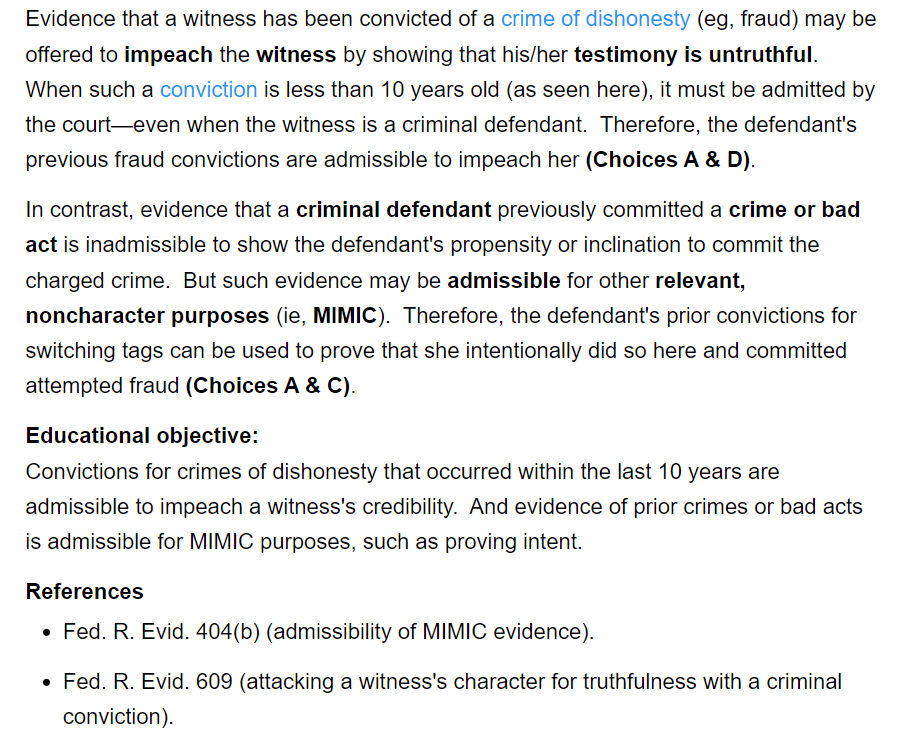 Evidence that a witness has been convicted of a crime of dishonesty (eg, fraud) may be
offered to impeach the witness by showing that his/her testimony is untruthful.
When such a conviction is less than 10 years old (as seen here), it must be admitted by
the court—even when the witness is a criminal defendant.  Therefore, the defendant's
previous fraud convictions are admissible to impeach her (Choices A & D).
In contrast, evidence that a criminal defendant previously committed a crime or bad
act is inadmissible to show the defendant's propensity or inclination to commit the
charged crime.  But such evidence may be admissible for other relevant,
noncharacter purposes (ie, MIMIC).  Therefore, the defendant's prior convictions for
switching tags can be used to prove that she intentionally did so here and committed
attempted fraud (Choices A & C).
Educational objective:
Convictions for crimes of dishonesty that occurred within the last 10 years are
admissible to impeach a witness's credibility.  And evidence of prior crimes or bad acts
is admissible for MIMIC purposes, such as proving intent.
References
• Fed. R. Evid. 404(b) (admissibility of MIMIC evidence).
• Fed. R. Evid. 609 (attacking a witness's character for truthfulness with a criminal
conviction).